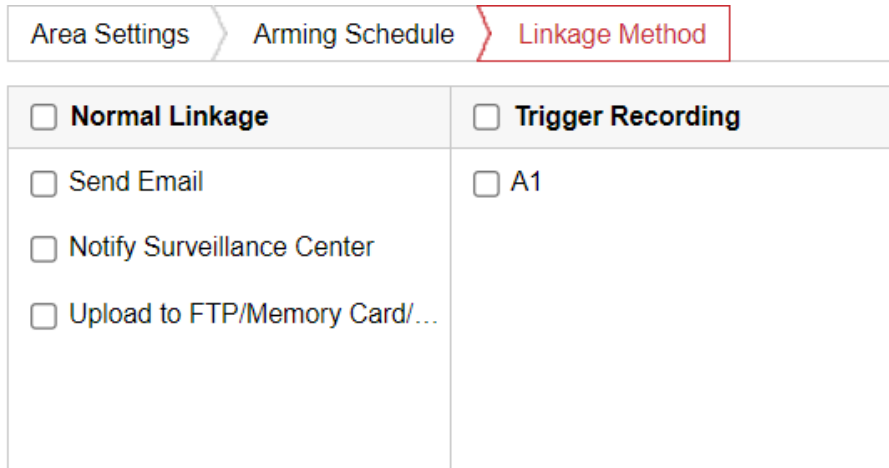 Area Settings
Arming Schedule
Linkage Method
Normal Linkage
Trigger Recording
Send Email
A1
Notify Surveillance Center
Upload to FTP/Memory Card/...